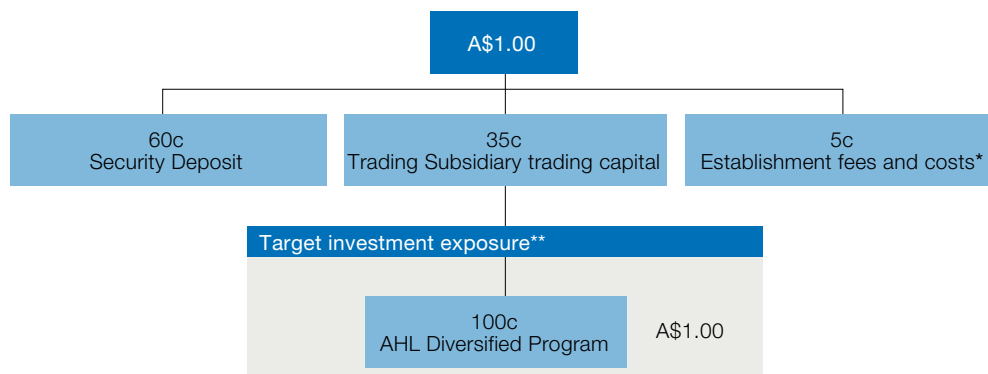 A$1.00
60c
Security Deposit
35c
Trading Subsidiary trading capital
5c
Establishment fees and costs*
Target investment exposure**
100c
AHL Diversified Program
A$1.00